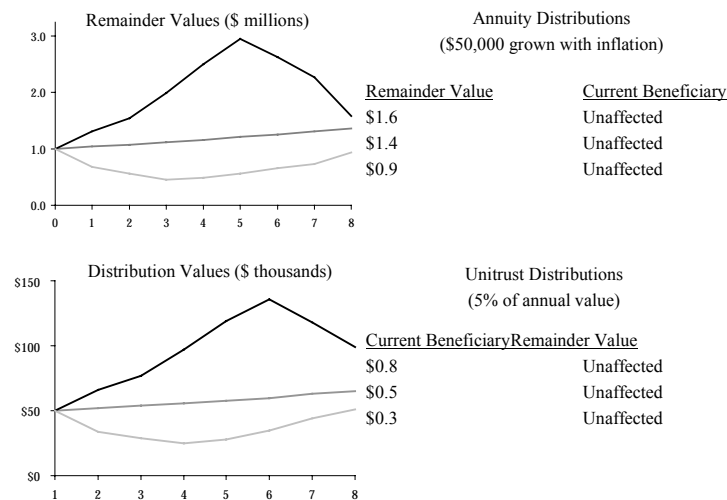 Remainder Values ($ millions)
3.0
2.0
1.0
0.0
0 1 2 3 4 5 6 7 8
Annuity Distributions
($50,000 grown with inflation)
Remainder Value Current Beneficiary
$1.6 Unaffected
$1.4 Unaffected
$0.9 Unaffected
Distribution Values ($ thousands)
$150
$100
$50
$0
1 2 3 4 5 6 7 8
Unitrust Distributions
(5% of annual value)
Current BeneficiaryRemainder Value
$0.8 Unaffected
$0.5 Unaffected
$0.3 Unaffected